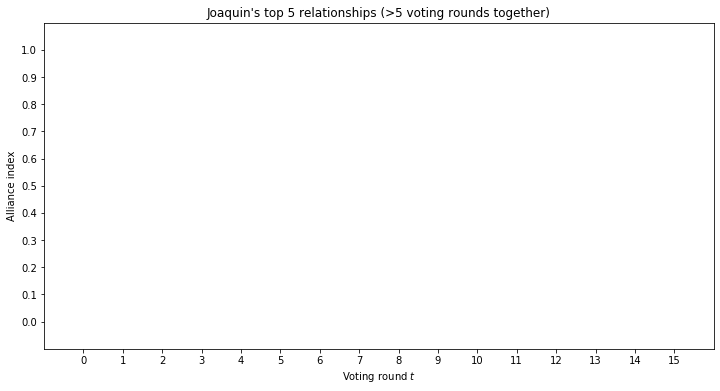 Joaquin's top 5 relationships (>5 voting rounds together)
1.0
0.9
0.8
0.7
0.6
0.5
0.4
0.3
0.2
0.1
0.0
Alliance index
0 1 2 3 4 5 6 7 8 9 10 11 12 13 14 15
Voting round t